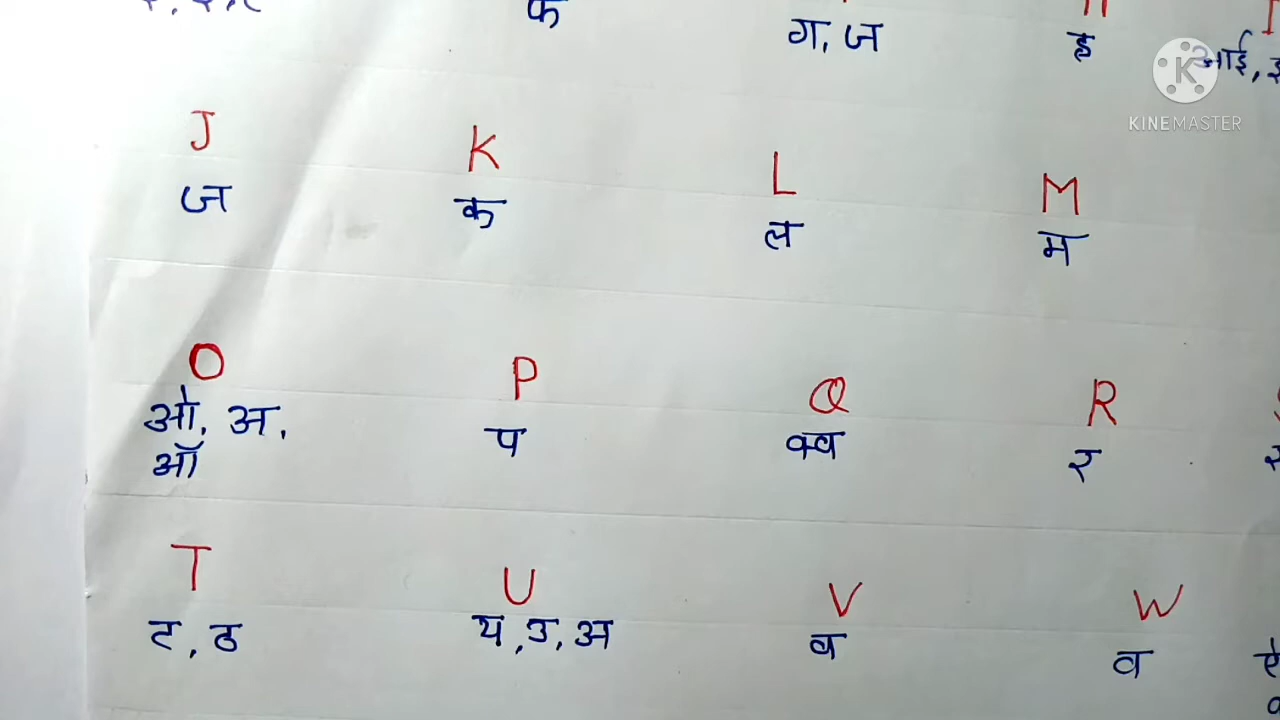 फ ग, ज ह आई,
KINEMASTER
J K L M
ज क ल म
O P Q R
ओ, अ, प क्व र
ऑ
T U V W
ट, ठ य, उ, अ व व